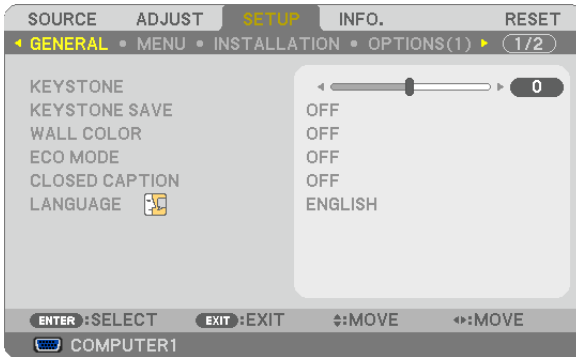 SOURCE ADJUST SETUP INFO. RESET
GENERAL • MENU • INSTALLATION • OPTIONS(1) 1/2
KEYSTONE 0
KEYSTONE SAVE OFF
WALL COLOR OFF
ECO MODE OFF
CLOSED CAPTION OFF
LANGUAGE ENGLISH
ENTER :SELECT EXIT :EXIT :MOVE :MOVE
COMPUTER1